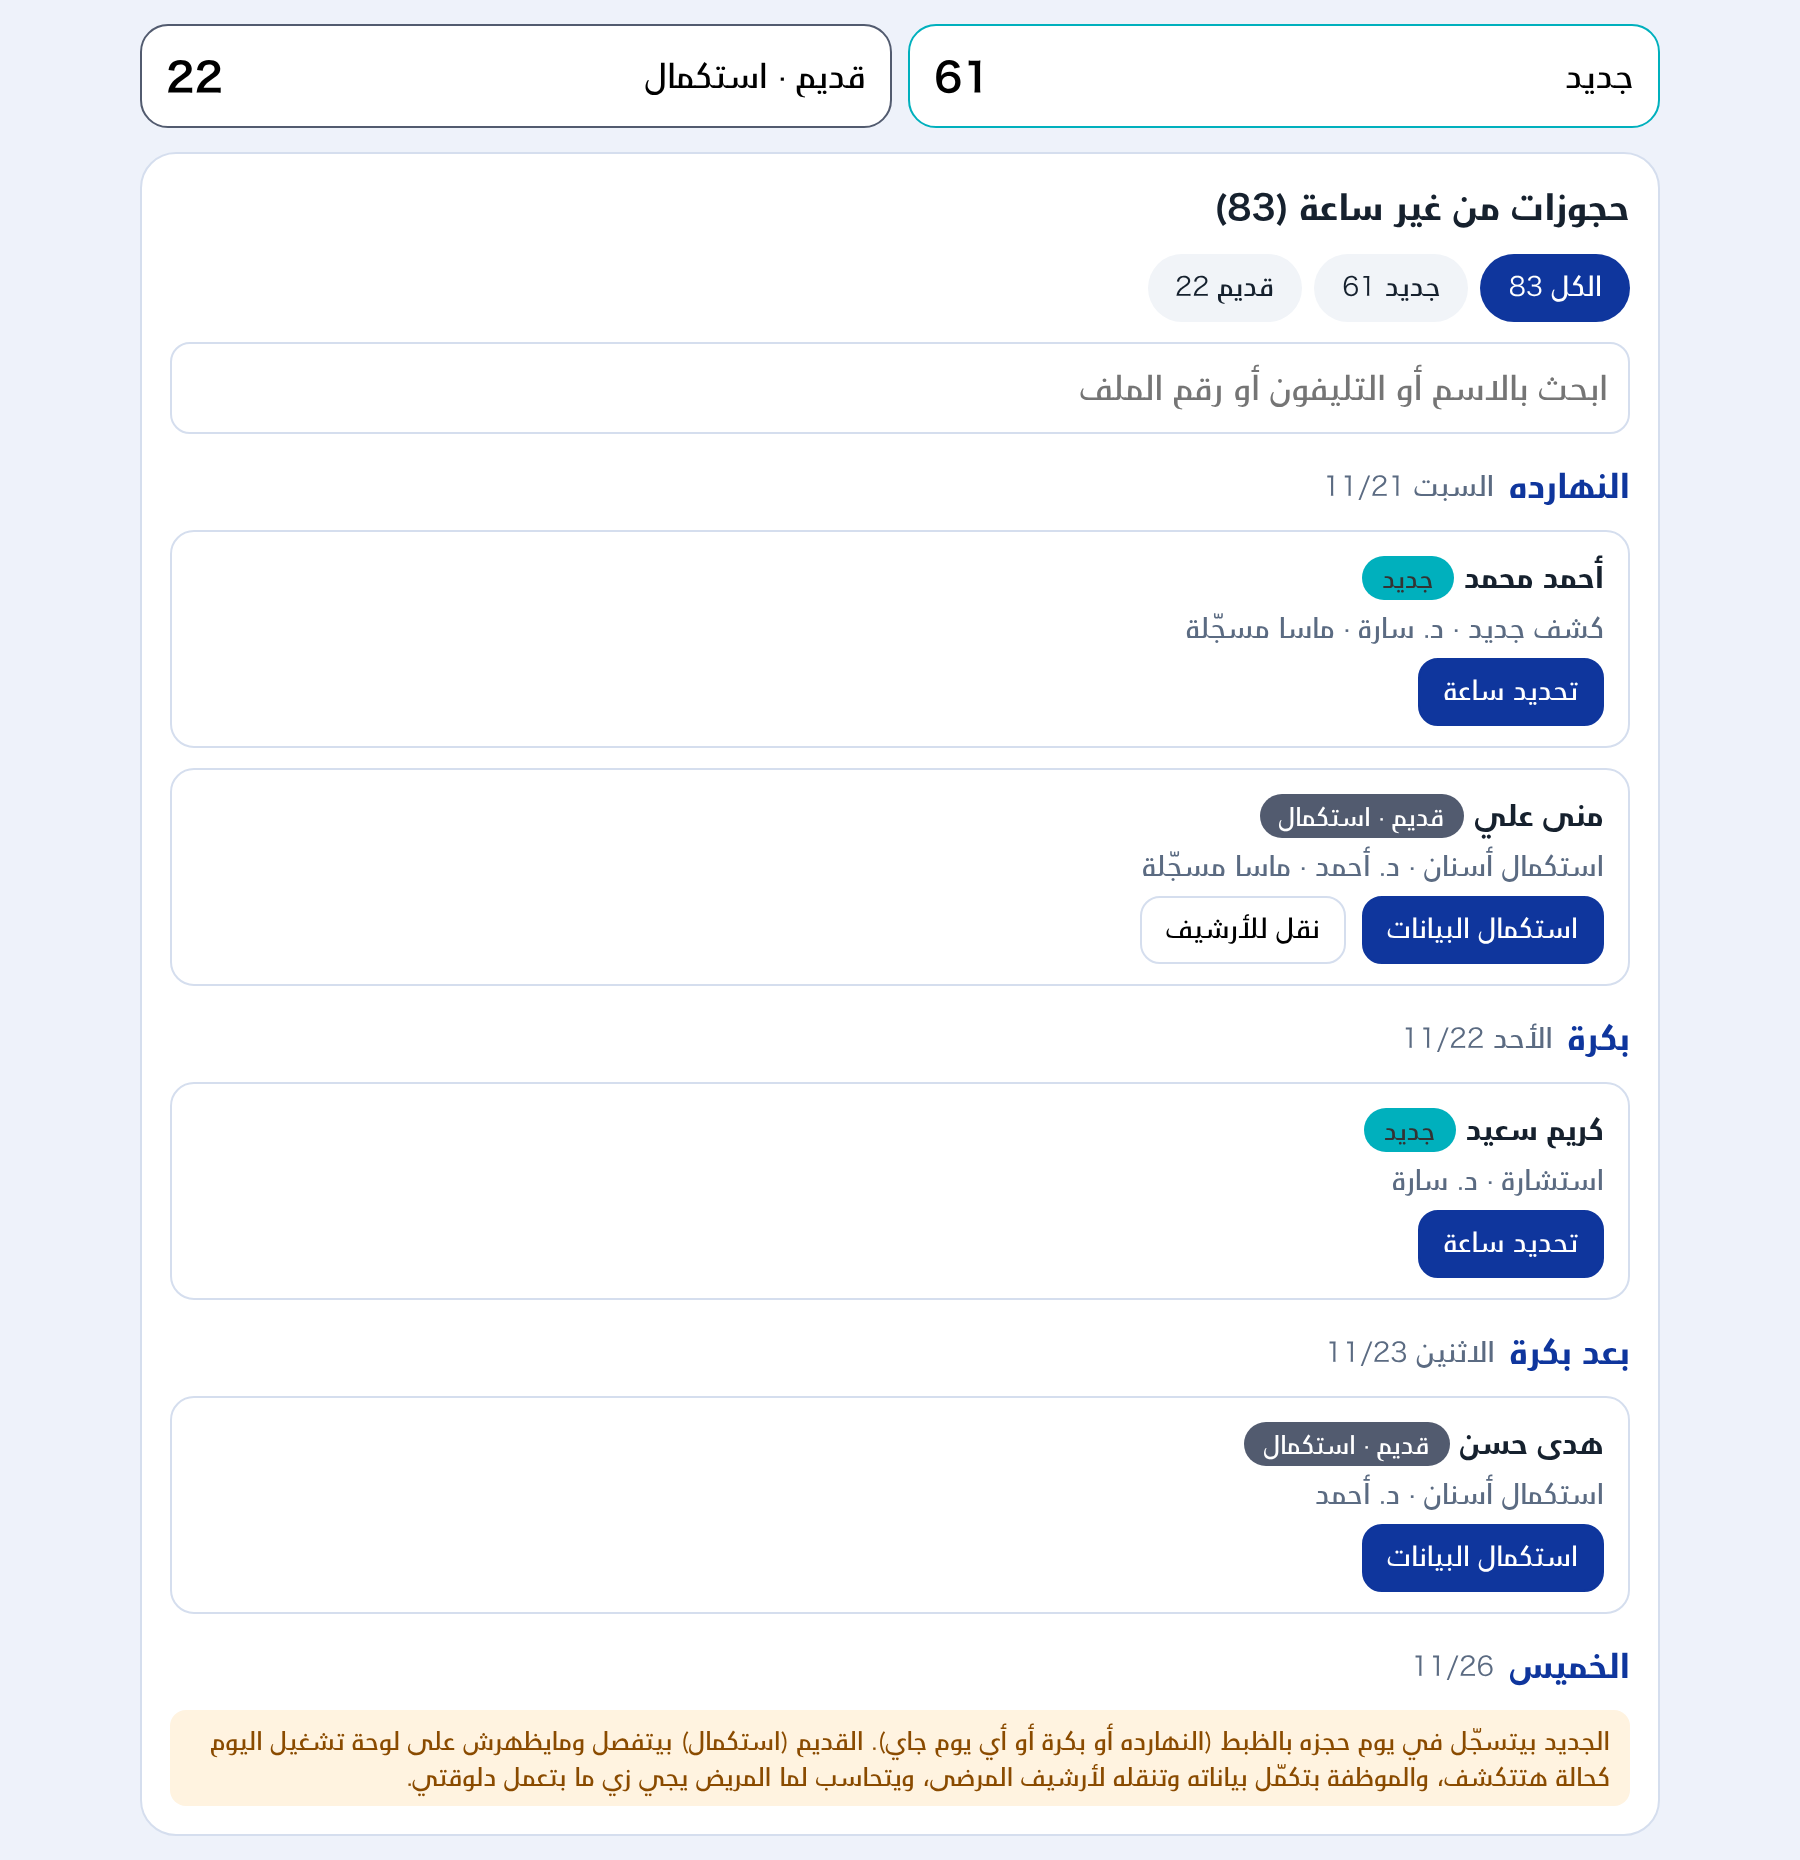 جديد 61
قديم · استكمال 22
حجوزات من غير ساعة (83)
الكل 83
جديد 61
قديم 22
ابحث بالاسم أو التليفون أو رقم الملف
النهارده السبت 11/21
أحمد محمد جديد
كشف جديد · د. سارة · ماسا مسجّلة
تحديد ساعة
منى علي قديم · استكمال
استكمال أسنان · د. أحمد · ماسا مسجّلة
استكمال البيانات
نقل للأرشيف
بكرة الأحد 11/22
كريم سعيد جديد
استشارة · د. سارة
تحديد ساعة
بعد بكرة الاثنين 11/23
هدى حسن قديم · استكمال
استكمال أسنان · د. أحمد
استكمال البيانات
الخميس 11/26
الجديد بيتسجّل في يوم حجزه بالظبط (النهارده أو بكرة أو أي يوم جاي). القديم (استكمال) بيتفصل ومايظهرش على لوحة تشغيل اليوم
كحالة هتتكشف، والموظفة بتكمّل بياناته وتنقله لأرشيف المرضى، ويتحاسب لما المريض يجي زي ما بتعمل دلوقتي.